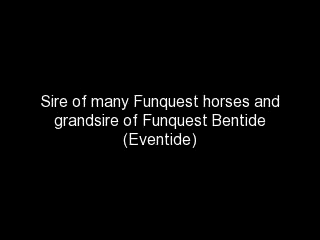 Sire of many Funquest horses and
grandsire of Funquest Bentide
(Eventide)